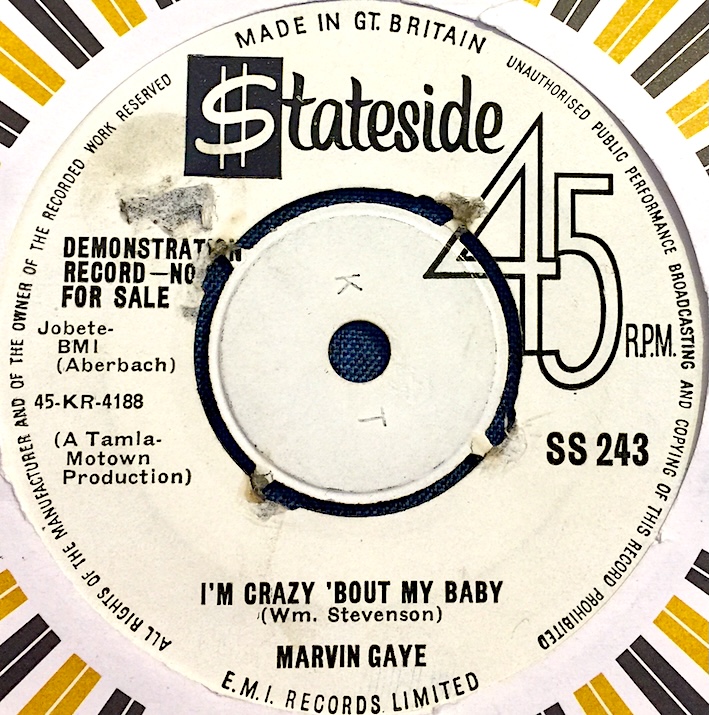 MADE IN GT. BRITAIN
$tateside
45
R.P.M.
UNAUTHORISED PUBLIC PERFORMANCE BROADCASTING AND COPYING OF THIS RECORD PROHIBITED
ALL RIGHTS OF THE MANUFACTURER AND OF THE OWNER OF THE RECORDED WORK RESERVED
DEMONSTRATION
RECORD—NO
FOR SALE
Jobete-
BMI
(Aberbach)
45-KR-4188
(A Tamla-
Motown
Production)
K
T
SS 243
I'M CRAZY 'BOUT MY BABY
(Wm. Stevenson)
MARVIN GAYE
E.M.I. RECORDS LIMITED